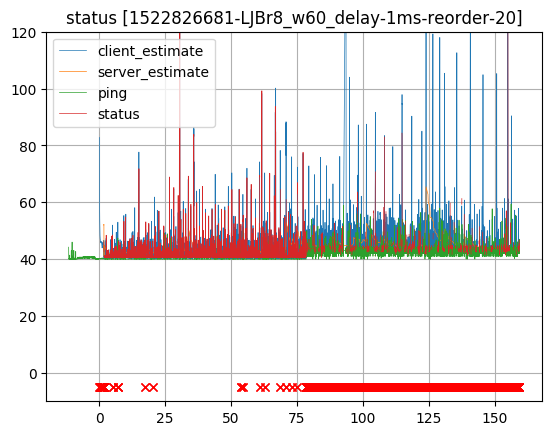 status [1522826681-LJBr8_w60_delay-1ms-reorder-20]
120
100
80
60
40
20
0
client_estimate
server_estimate
ping
status
0 25 50 75 100 125 150